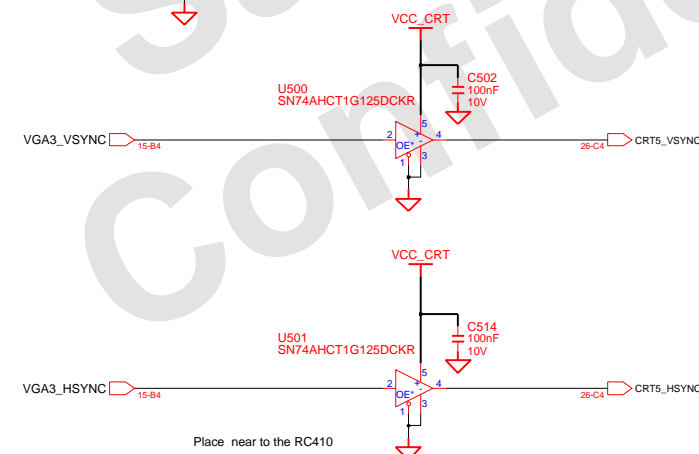 VCC_CRT
C502
100nF
10V
U500
SN74AHCT1G125DCKR
5
VGA3_VSYNC
15-B4
2
+
-
4
OE*
1
3
26-C4
CRT5_VSYNC
VCC_CRT
C514
100nF
10V
U501
SN74AHCT1G125DCKR
5
VGA3_HSYNC
15-B4
2
+
-
4
OE*
1
3
26-C4
CRT5_HSYNC
Place near to the RC410